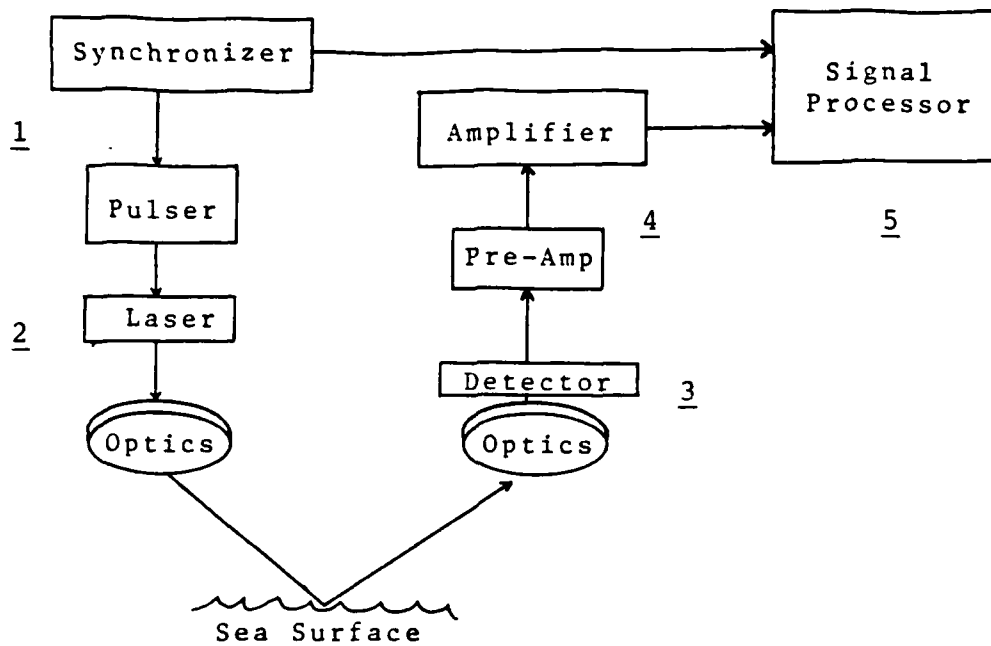 Synchronizer
Signal
Processor
1
Amplifier
Pulser
4
5
Pre-Amp
Laser
2
Detector
3
Optics
Optics
Sea Surface